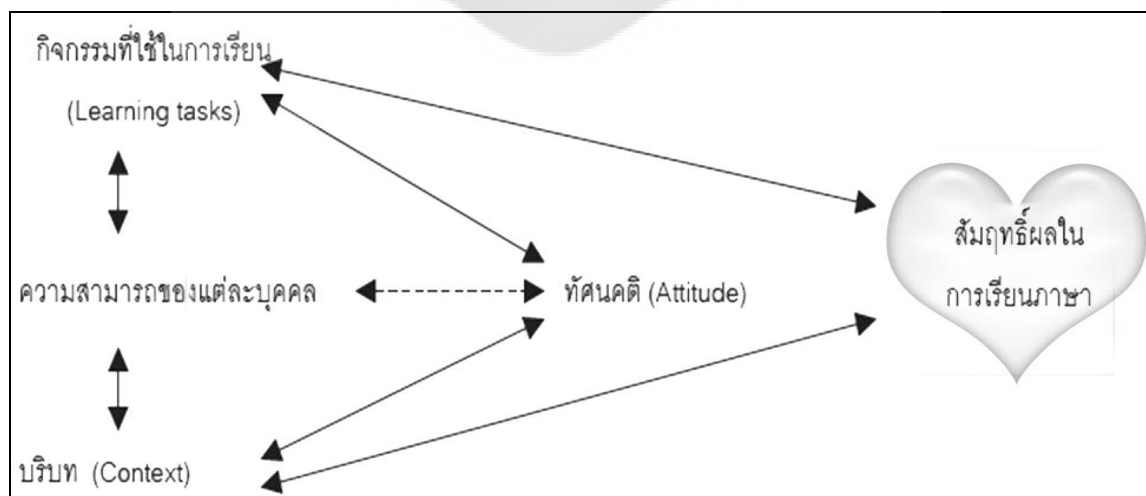 กิจกรรมที่ใช้ในการเรียน
(Learning tasks)
ความสามารถของแต่ละบุคคล
ทัศนคติ (Attitude)
สัมฤทธิ์ผลใน
การเรียนภาษา
บริบท (Context)